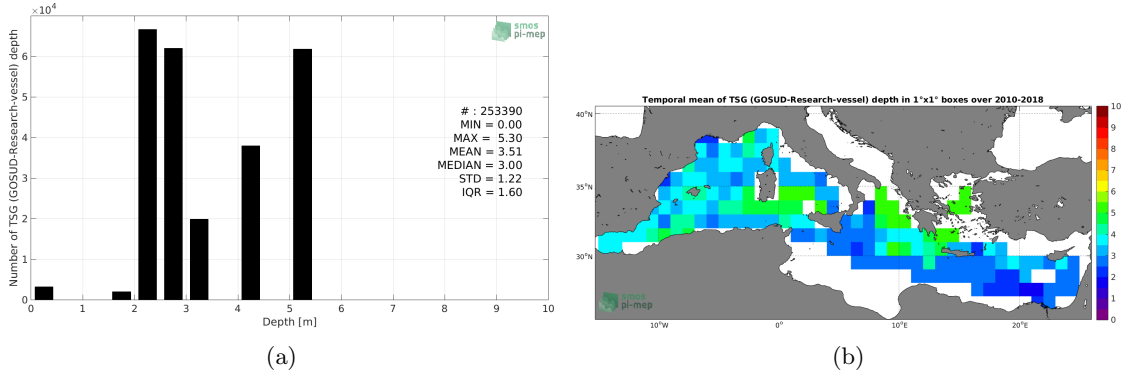 ×10^4
6
5
4
3
2
1
0
Number of TSG (GOSUD-Research-vessel) depth
smos
pi-mep
# : 253390
MIN = 0.00
MAX = 5.30
MEAN = 3.51
MEDIAN = 3.00
STD = 1.22
IQR = 1.60
0 1 2 3 4 5 6 7 8 9 10
Depth [m]
(a)
Temporal mean of TSG (GOSUD-Research-vessel) depth in 1°x1° boxes over 2010-2018
40°N
35°N
30°N
10°W 0° 10°E 20°E
smos
pi-mep
10
9
8
7
6
5
4
3
2
1
0
(b)